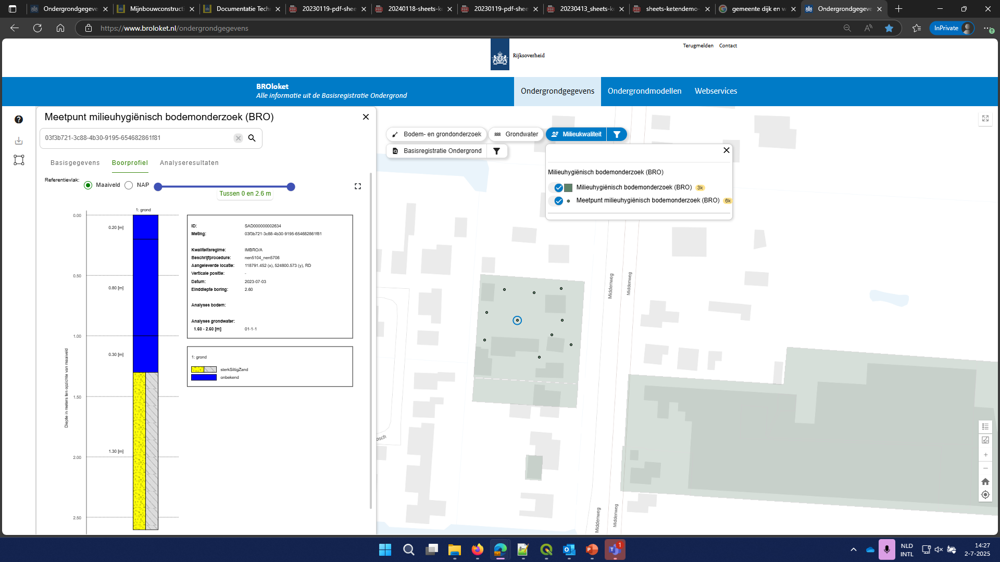 Ondergrondgegeve
Mijnbouwconstructi
Documentatie Tech
20230119-pdf-shee
20240118-sheets-k
20230119-pdf-shee
20230413_sheets-k
sheets-ketendemo-
gemeente dijk en w
Ondergrondgegeve
https://www.broloket.nl/ondergrondgegevens
InPrivate
Rijksoverheid
Terugmelden Contact
BROloket
Alle informatie uit de Basisregistratie Ondergrond
Ondergrondgegevens
Ondergrondmodellen
Webservices
Meetpunt milieuhygiënisch bodemonderzoek (BRO)
03f3b721-3c88-4b30-9195-654682861f81
Basisgegevens Boorprofiel Analyseresultaten
Referentievlak: Maaiveld NAP
Tussen 0 en 2.6 m
1: grond
0.00
0.20 [m]
0.50
0.80 [m]
1.00
0.30 [m]
1.50
1.30 [m]
2.00
2.50
Diepte in meters ten opzichte van maaiveld
ID: SAD000000002634
Meting: 03f3b721-3c88-4b30-9195-654682861f81
Kwaliteitsregime: IMBRO/A
Beschrijfprocedure: nen5104_nen5706
Aangeleverde locatie: 118791.452 (x), 524800.573 (y), RD
Verticale positie: -
Datum: 2023-07-03
Einddiepte boring: 2.60
Analyses bodem:
Analyses grondwater:
1.60 - 2.60 [m] 01-1-1
1: grond
sterkSiltigZand
onbekend
Bodem- en grondonderzoek
Grondwater
Milieukwaliteit
Basisregistratie Ondergrond
Milieuhygiënisch bodemonderzoek (BRO)
Milieuhygiënisch bodemonderzoek (BRO) 3k
Meetpunt milieuhygiënisch bodemonderzoek (BRO) 6k
Middenweg
Middenweg
Middenweg
Middenweg
osch
1
NLD
INTL
14:27
2-7-2025